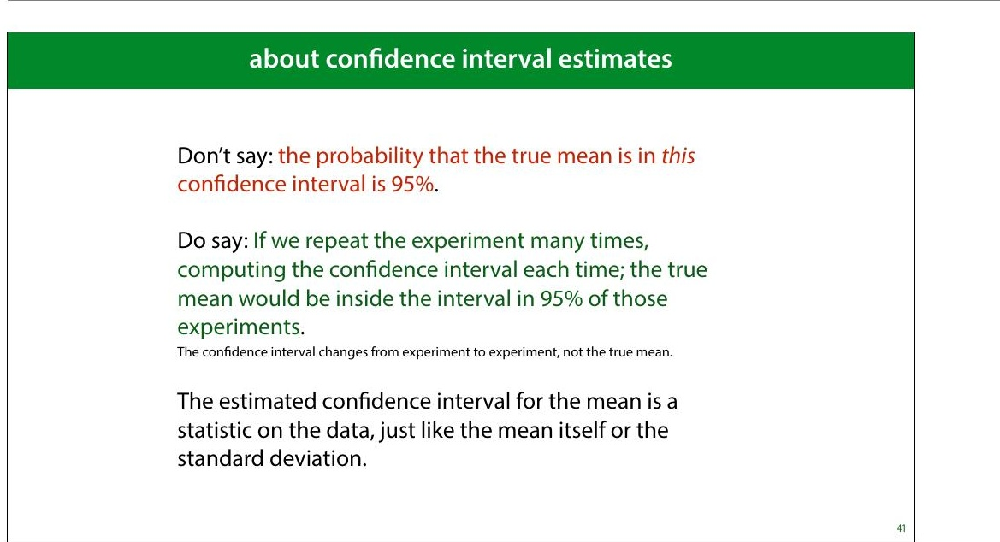 about confidence interval estimates
Don’t say: the probability that the true mean is in this
confidence interval is 95%.
Do say: If we repeat the experiment many times,
computing the confidence interval each time; the true
mean would be inside the interval in 95% of those
experiments.
The confidence interval changes from experiment to experiment, not the true mean.
The estimated confidence interval for the mean is a
statistic on the data, just like the mean itself or the
standard deviation.
41